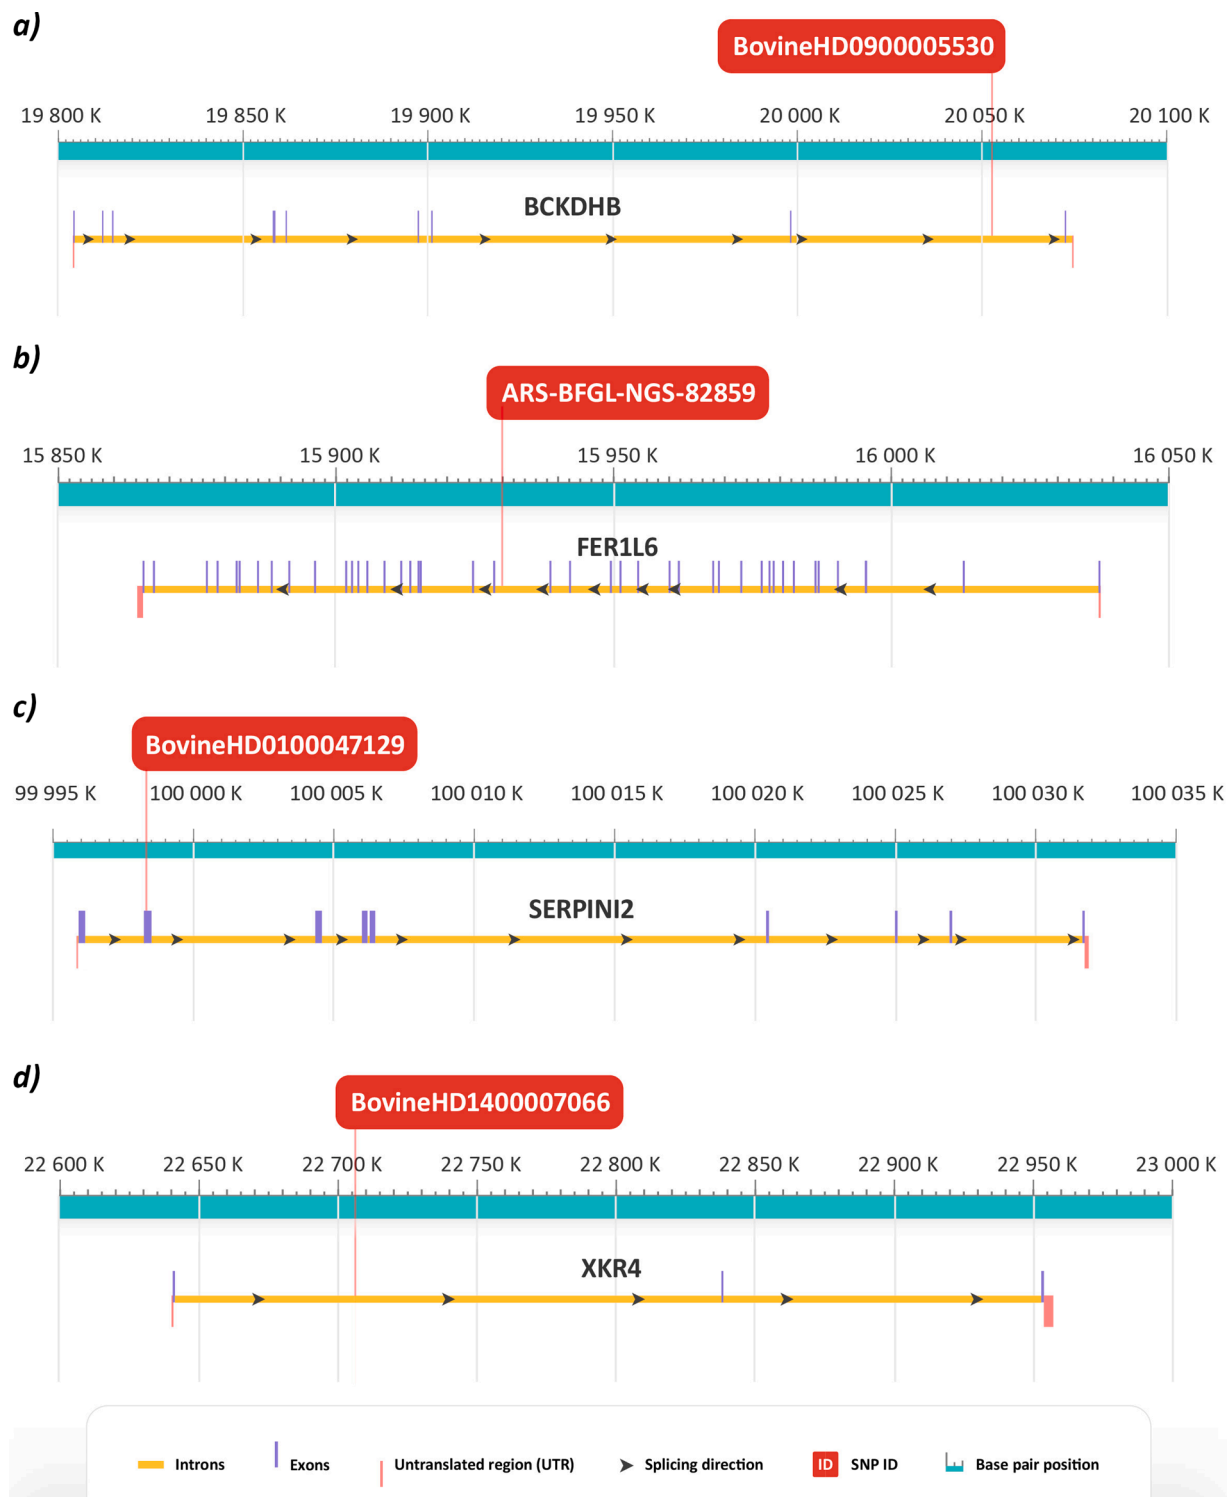 a)
BovineHD0900005530
19 800 K 19 850 K 19 900 K 19 950 K 20 000 K 20 050 K 20 100 K
BCKDHB
b)
ARS-BFGL-NGS-82859
15 850 K 15 900 K 15 950 K 16 000 K 16 050 K
FER1L6
c)
BovineHD0100047129
99 995 K 100 000 K 100 005 K 100 010 K 100 015 K 100 020 K 100 025 K 100 030 K 100 035 K
SERPINI2
d)
BovineHD1400007066
22 600 K 22 650 K 22 700 K 22 750 K 22 800 K 22 850 K 22 900 K 22 950 K 23 000 K
XKR4
Introns Exons Untranslated region (UTR) Splicing direction ID SNP ID Base pair position